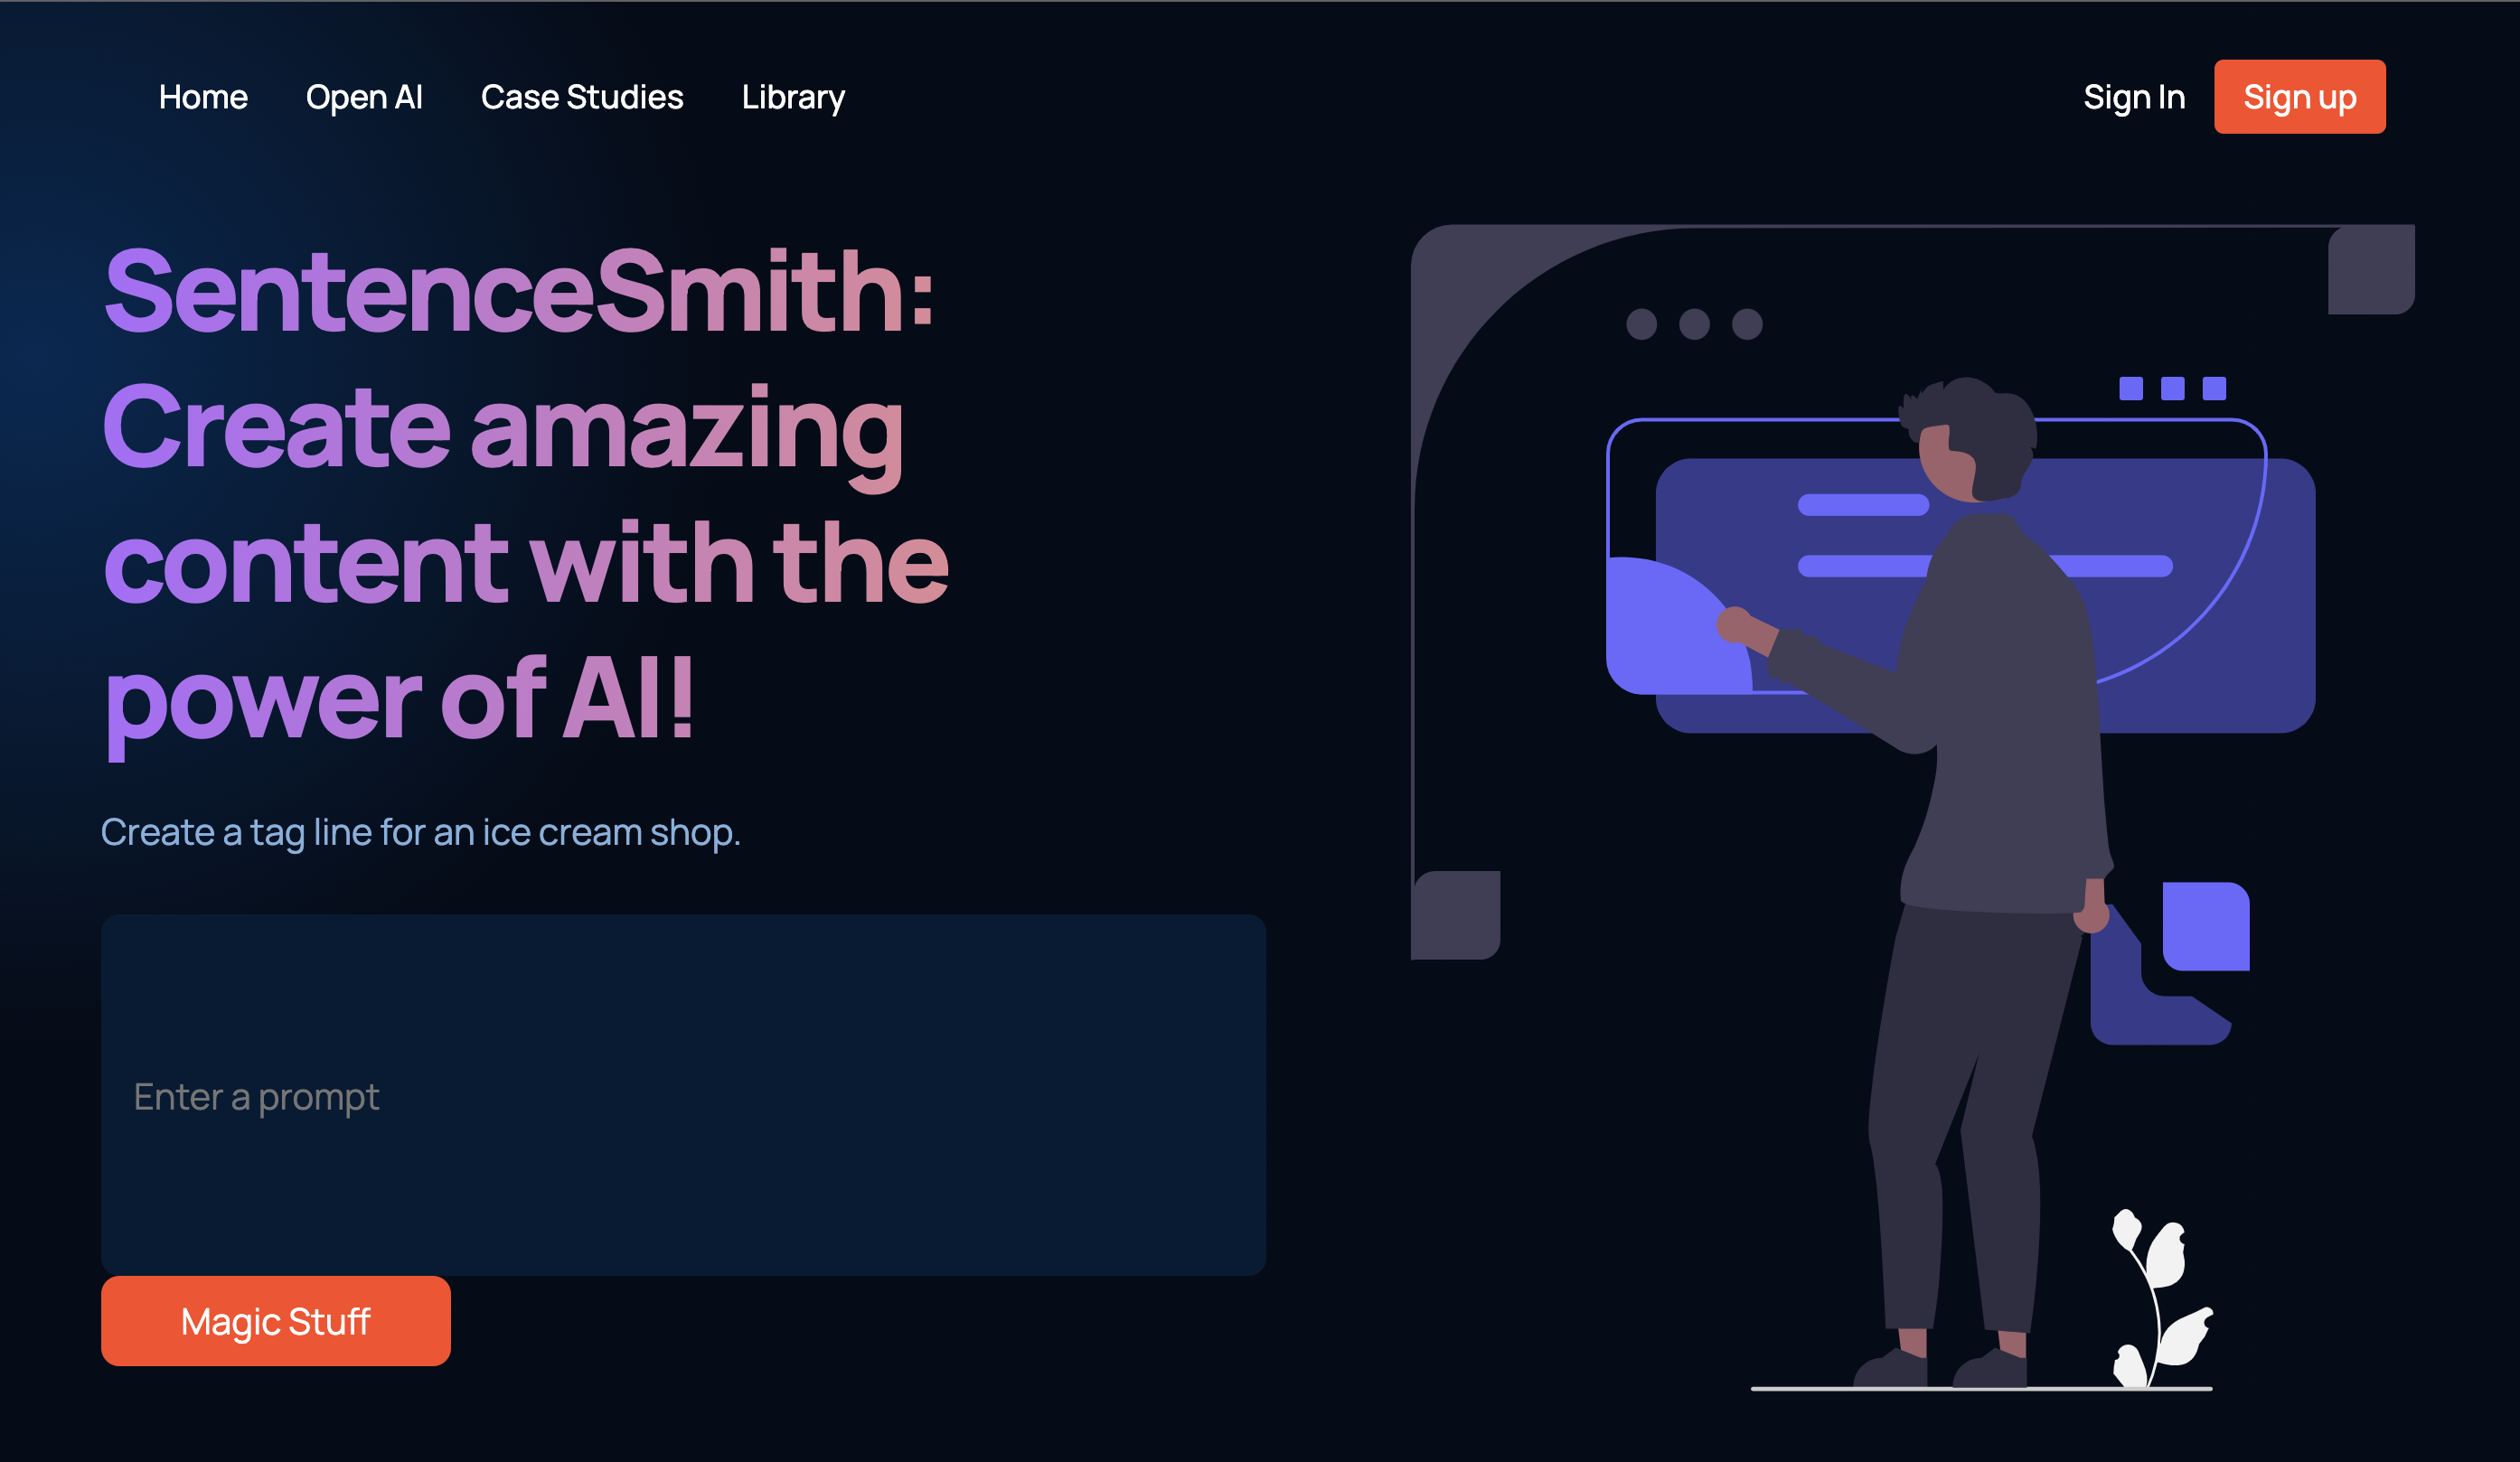 Home Open AI Case Studies Library Sign In Sign up
SentenceSmith:
Create amazing
content with the
power of AI!
Create a tag line for an ice cream shop.
Enter a prompt
Magic Stuff